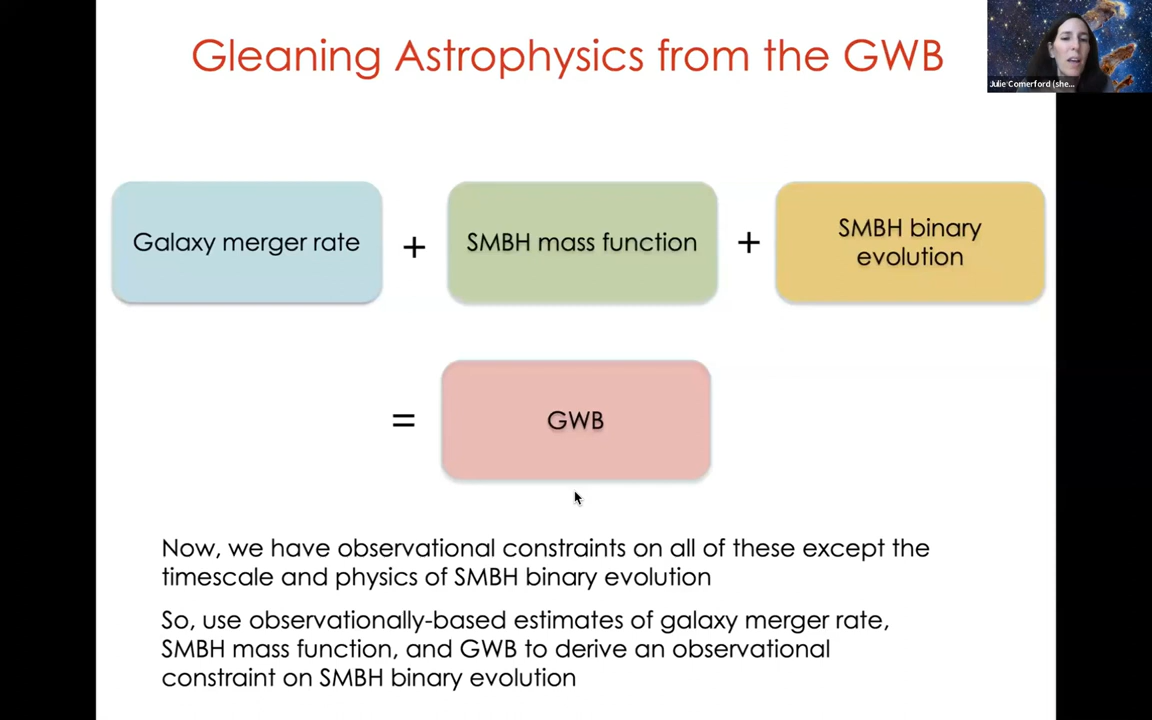 Gleaning Astrophysics from the GWB
Julie Comerford (she...
Galaxy merger rate
+
SMBH mass function
+
SMBH binary
evolution
=
GWB
Now, we have observational constraints on all of these except the
timescale and physics of SMBH binary evolution
So, use observationally-based estimates of galaxy merger rate,
SMBH mass function, and GWB to derive an observational
constraint on SMBH binary evolution